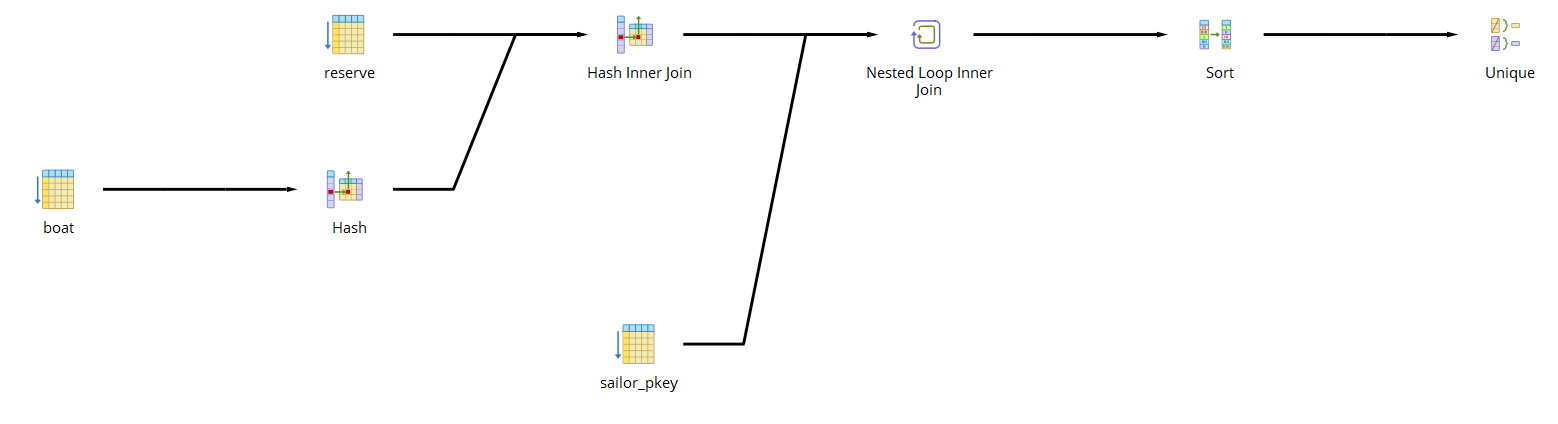 reserve
Hash Inner Join
Nested Loop Inner
Join
Sort
Unique
boat
Hash
sailor_pkey